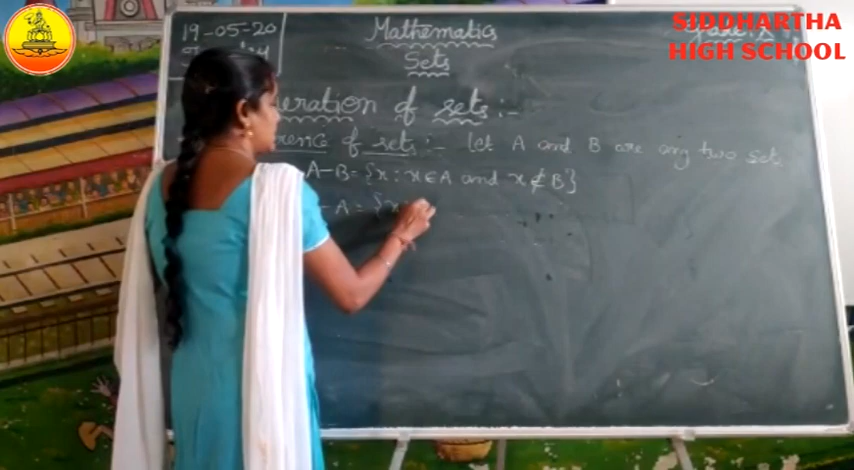 SIDDHARTHA
HIGH SCHOOL
19-05-20
Mathematics
Sets
eration of sets:-
rence of sets:- let A and B are any two sets
A-B={x: x∈A and x∉B}
-A={x